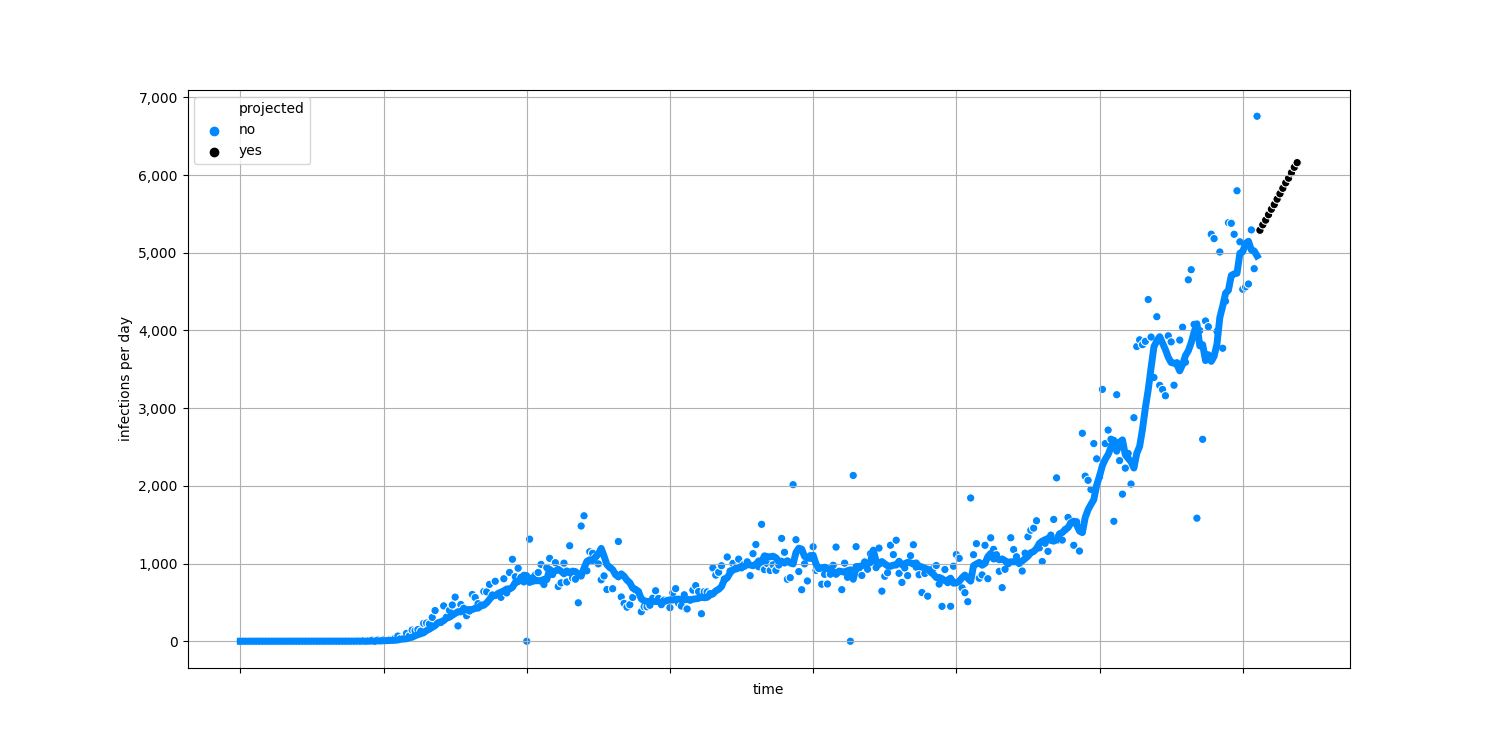 7,000
6,000
5,000
4,000
3,000
2,000
1,000
0
projected
no
yes
infections per day
time